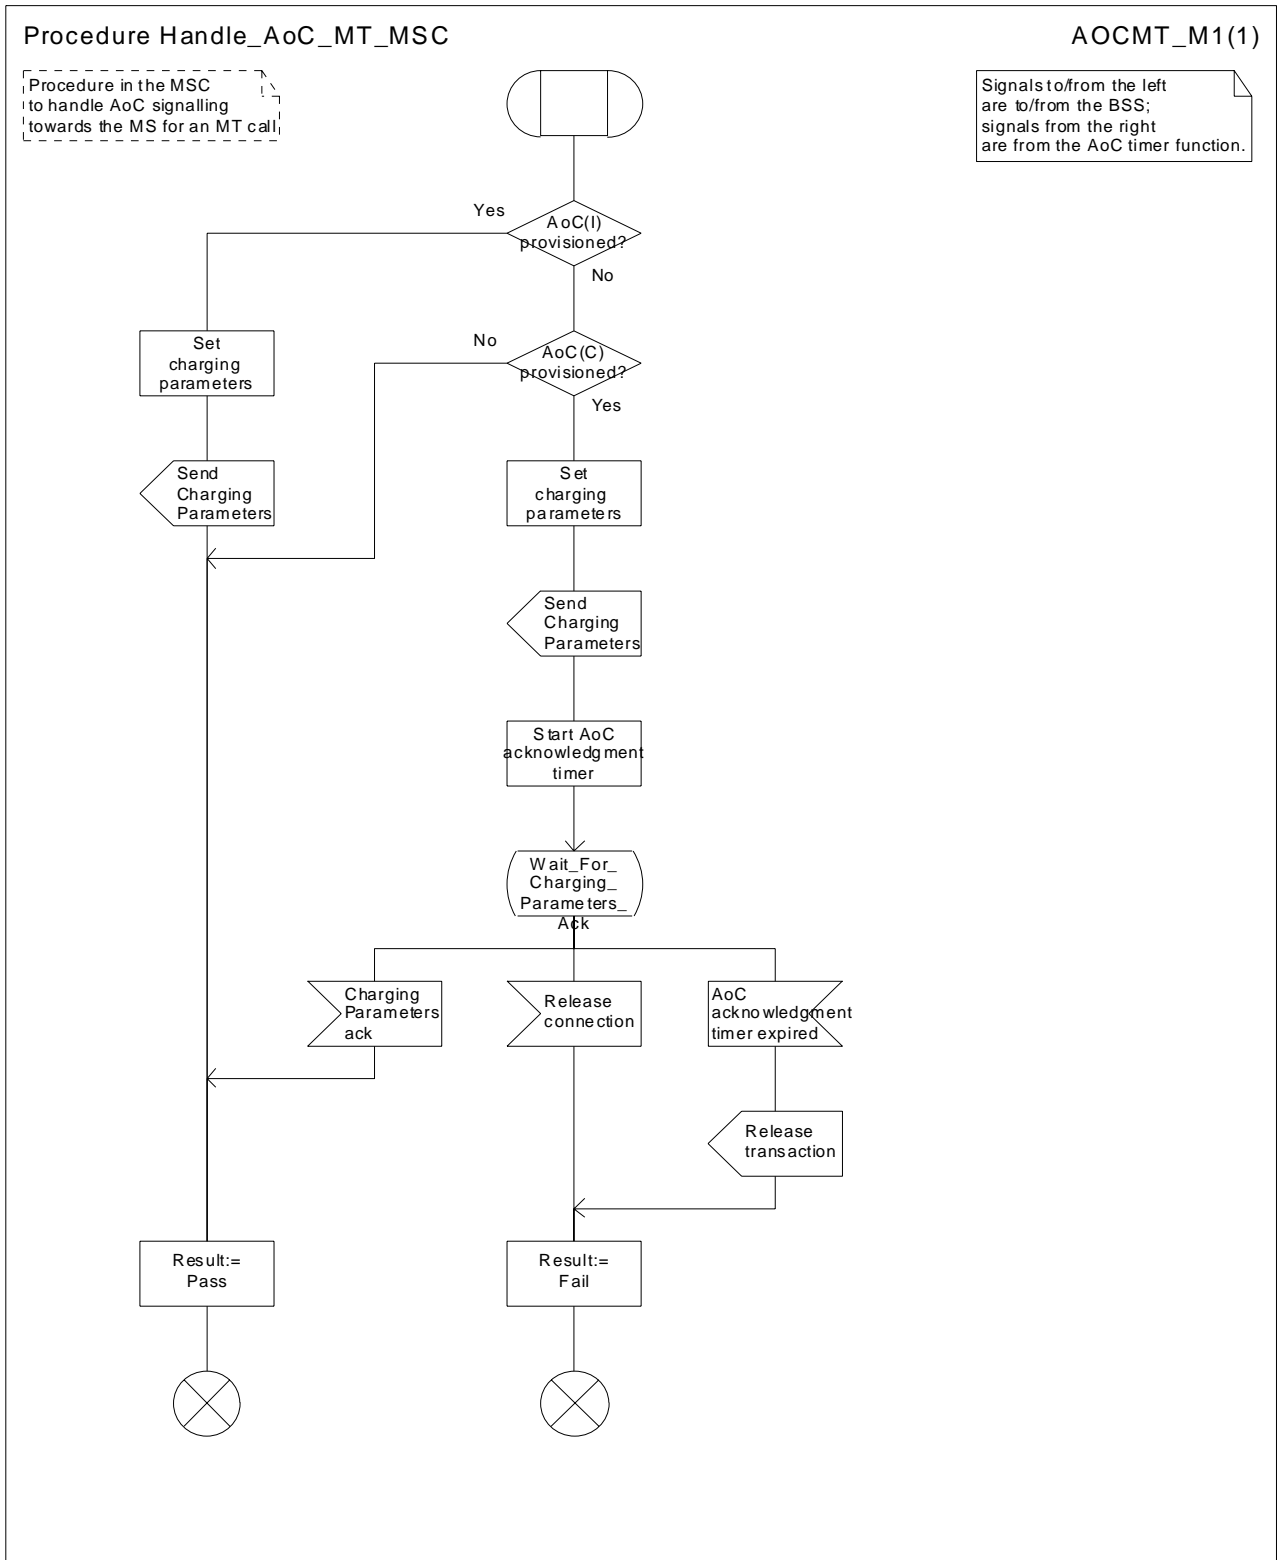 Procedure Handle_AoC_MT_MSC
AOCMT_M1(1)
Procedure in the MSC
to handle AoC signalling
towards the MS for an MT call
Signals to/from the left
are to/from the BSS;
signals from the right
are from the AoC timer function.
Yes
AoC(I)
provisioned?
No
No
AoC(C)
provisioned?
Yes
Set
charging
parameters
Send
Charging
Parameters
Set
charging
parameters
Send
Charging
Parameters
Start AoC
acknowledgment
timer
Wait_For_
Charging_
Parameters_
Ack
Charging
Parameters
ack
Release
connection
AoC
acknowledgment
timer expired
Release
transaction
Result:=
Pass
Result:=
Fail